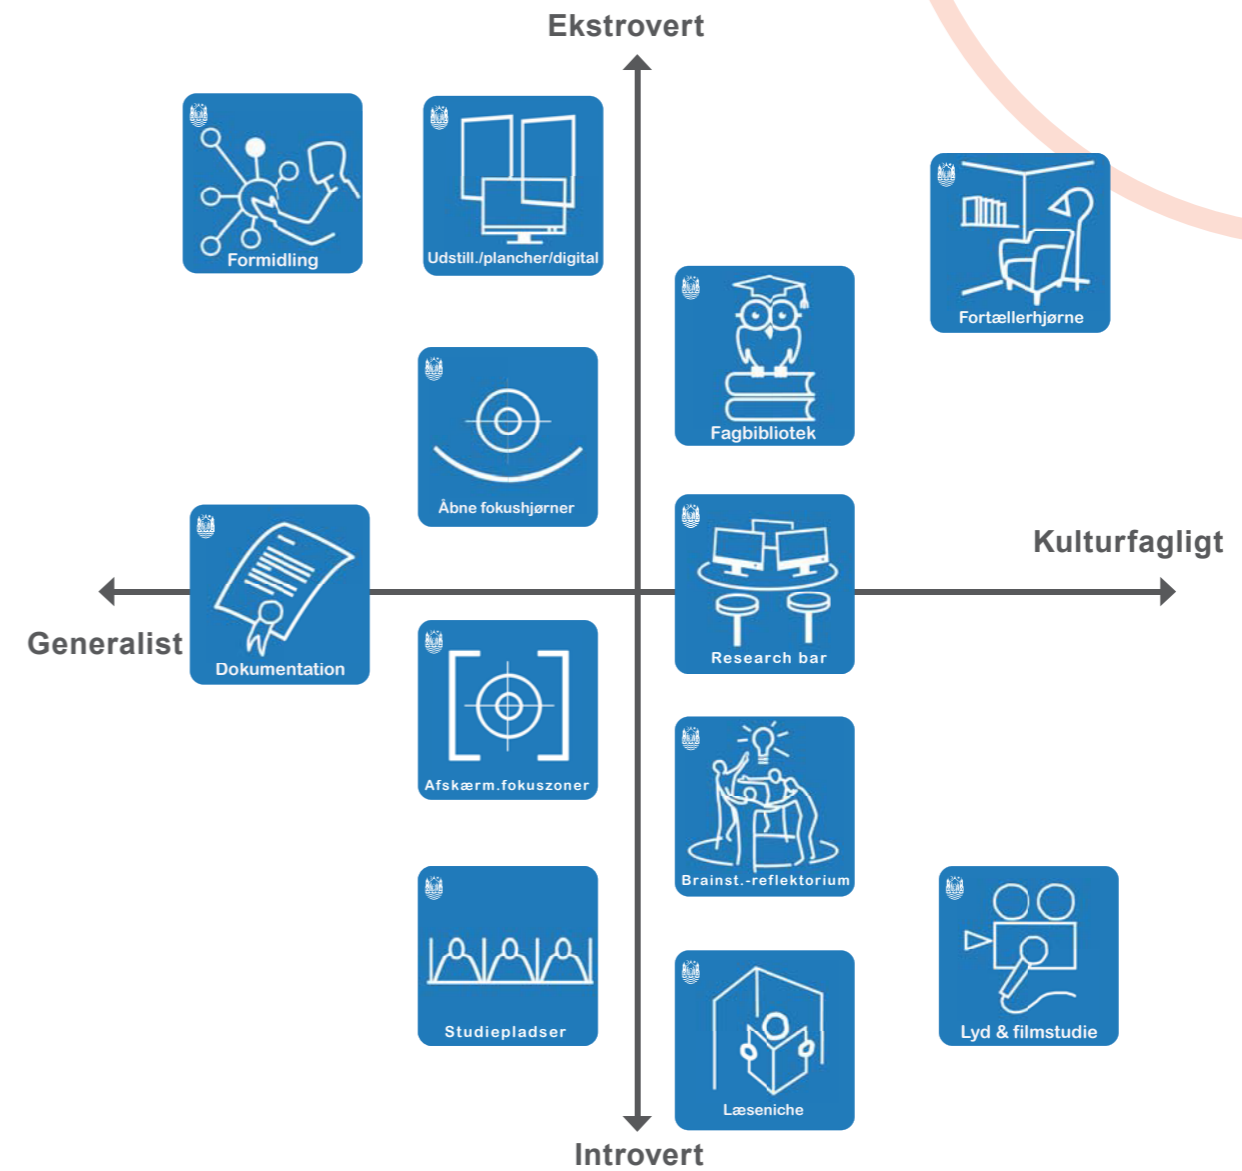 Ekstrovert
Formidling
Udstill./plancher/digital
Fortællerhjørne
Fagbibliotek
Åbne fokushjørner
Kulturfagligt
Generalist
Dokumentation
Research bar
Afskærm.fokuszoner
Brainst.-reflektorium
Studiepladser
Lyd & filmstudie
Læseniche
Introvert